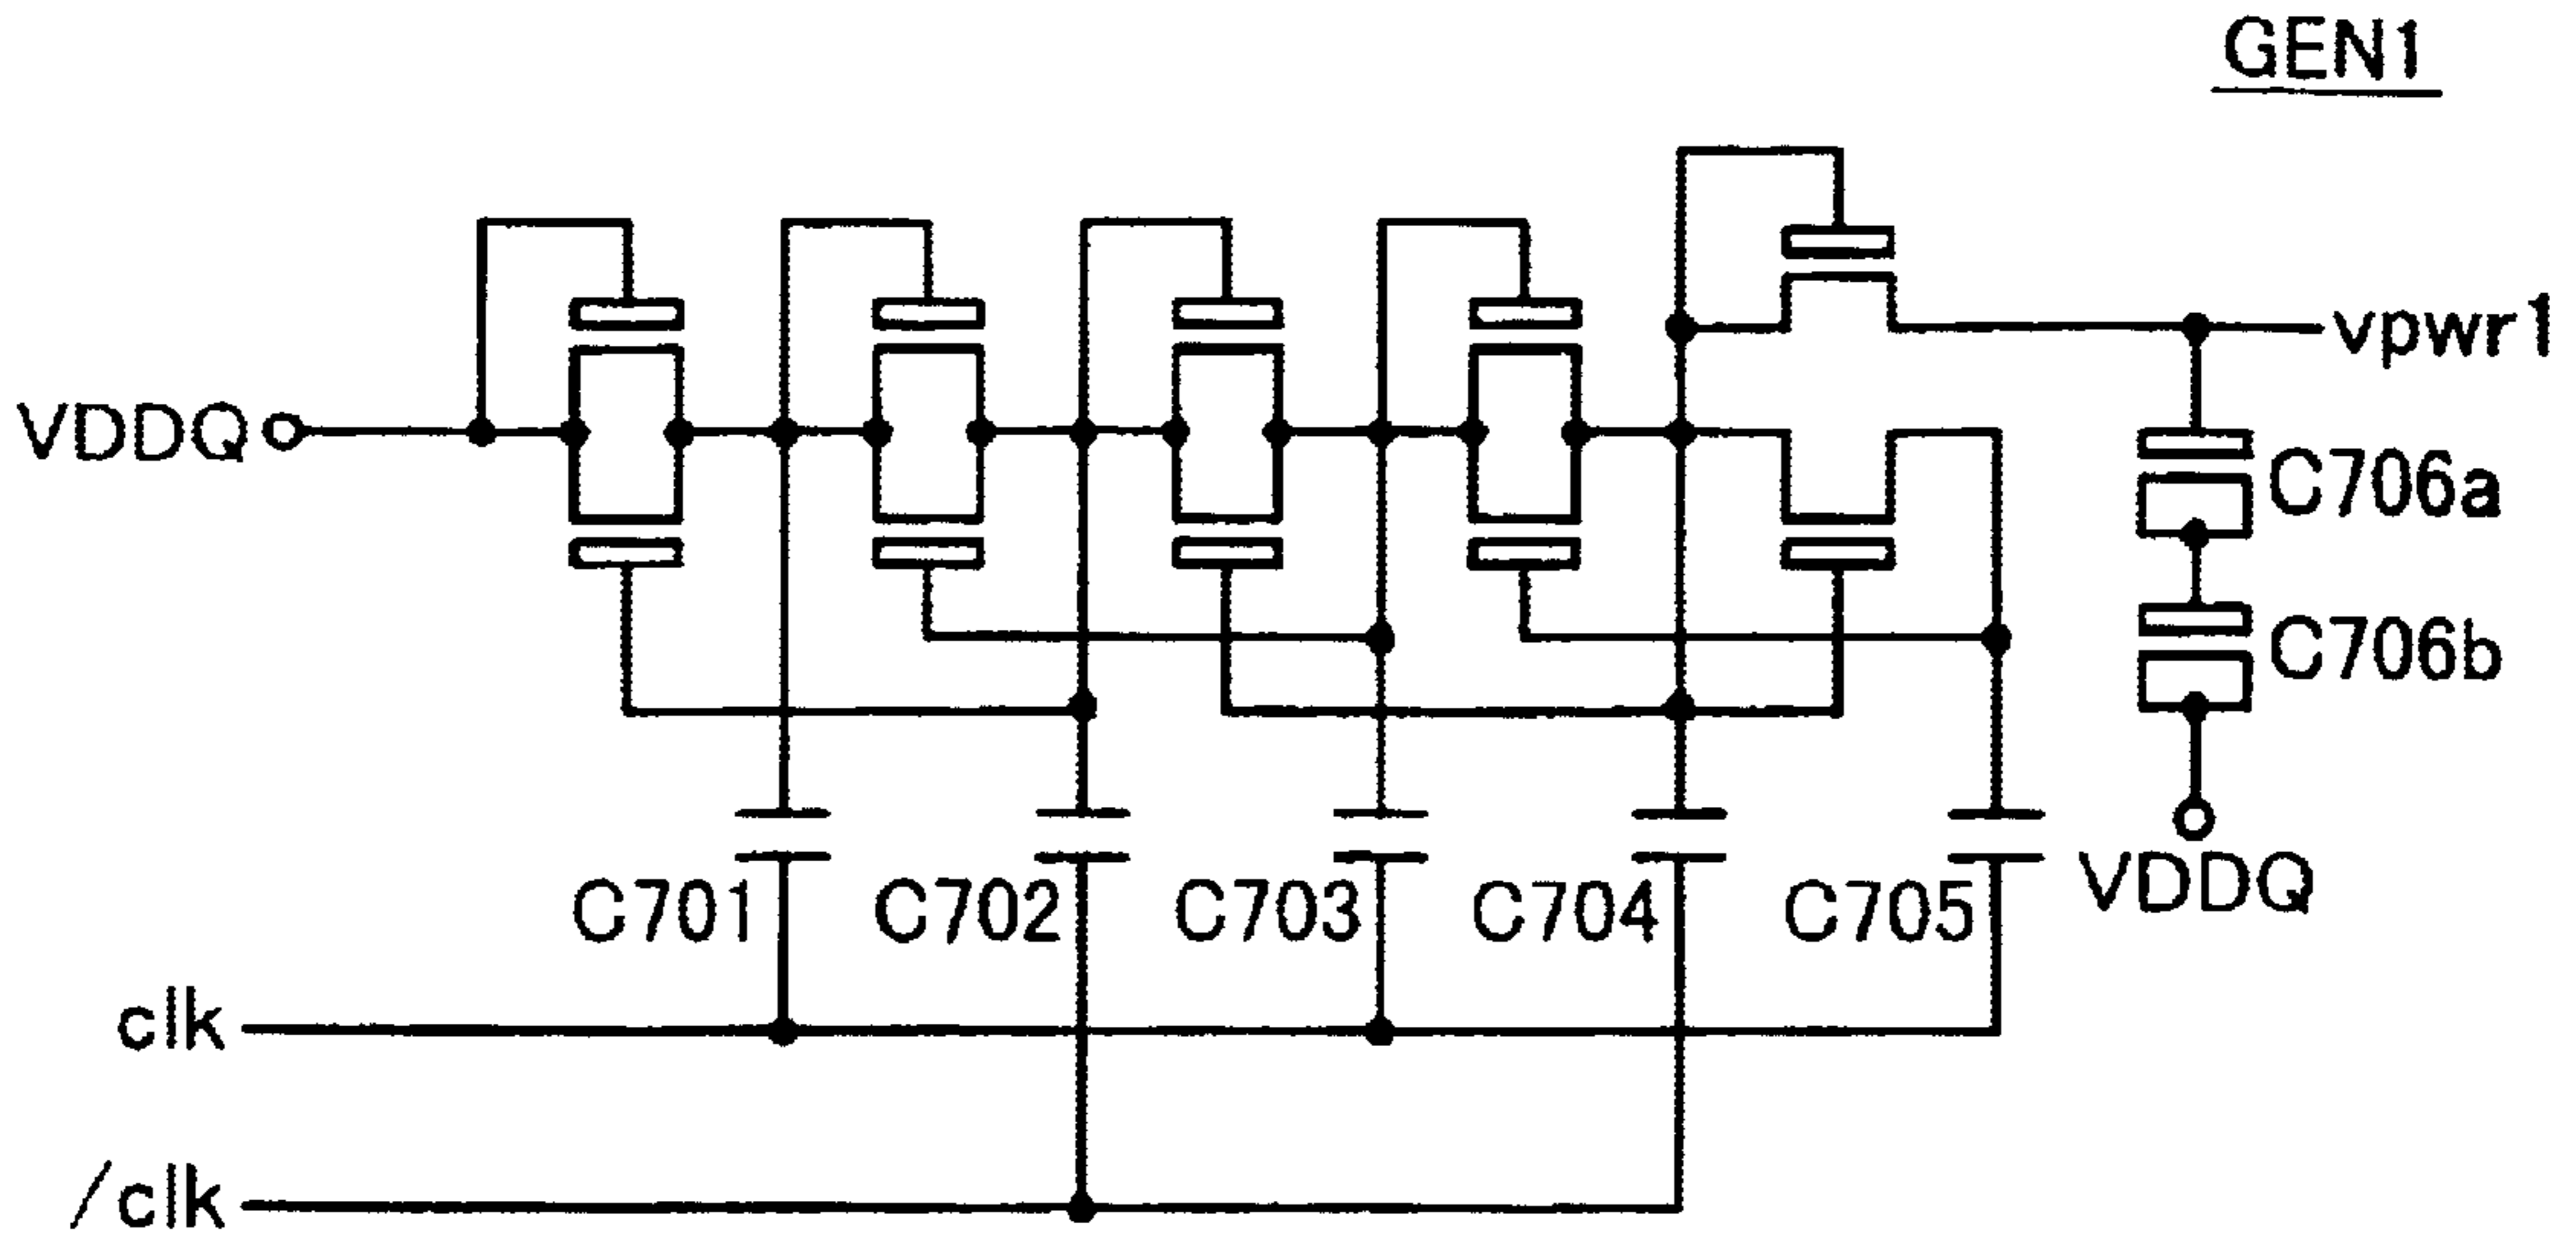 GEN1
vpwr1
VDDQ
C706a
C706b
C701
C702
C703
C704
C705
VDDQ
clk
/clk